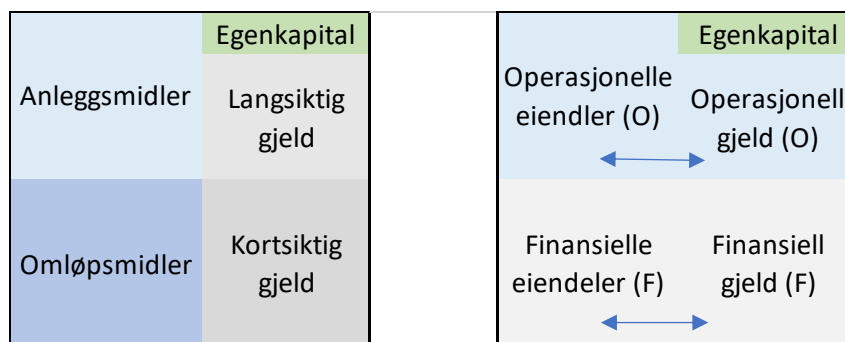 Egenkapital
Anleggsmidler
Langsiktig
gjeld
Omløpsmidler
Kortsiktig
gjeld
Egenkapital
Operasjonelle
eiendler (O)
Operasjonell
gjeld (O)
Finansielle
eiendeler (F)
Finansiell
gjeld (F)